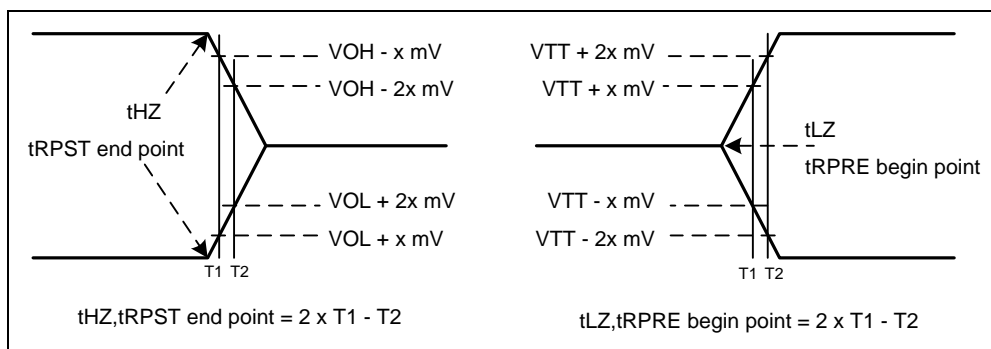 VOH - x mV
VOH - 2x mV
tHZ
tRPST end point
VOL + 2x mV
VOL + x mV
T1 T2
tHZ,tRPST end point = 2 x T1 - T2
VTT + 2x mV
VTT + x mV
tLZ
tRPRE begin point
VTT - x mV
VTT - 2x mV
T1 T2
tLZ,tRPRE begin point = 2 x T1 - T2